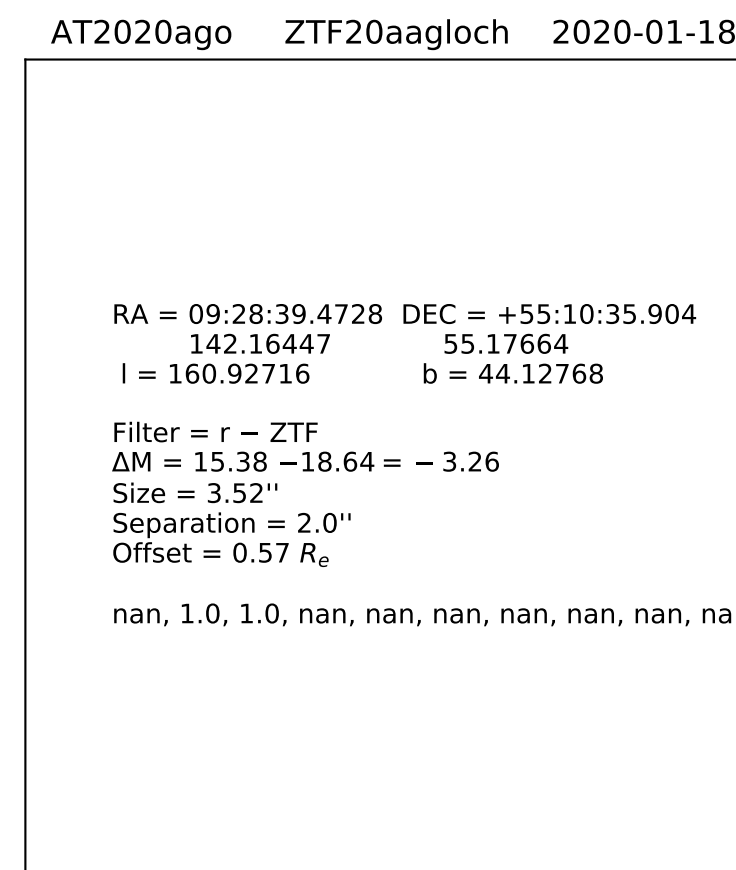 AT2020ago ZTF20aagloch 2020-01-18
RA = 09:28:39.4728 DEC = +55:10:35.904
142.16447 55.17664
l = 160.92716 b = 44.12768
Filter = r − ZTF
ΔM = 15.38 −18.64 = − 3.26
Size = 3.52''
Separation = 2.0''
Offset = 0.57 Re
nan, 1.0, 1.0, nan, nan, nan, nan, nan, nan, na